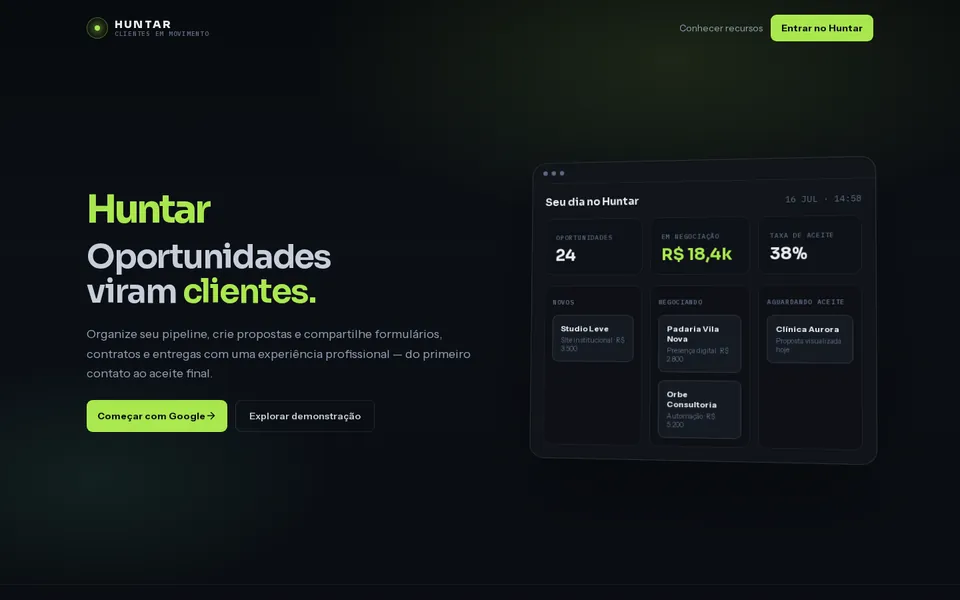 HUNTAR
CLIENTES EM MOVIMENTO
Conhecer recursos
Entrar no Huntar
Huntar
Oportunidades
viram clientes.
Organize seu pipeline, crie propostas e compartilhe formulários,
contratos e entregas com uma experiência profissional — do primeiro
contato ao aceite final.
Começar com Google→
Explorar demonstração
Seu dia no Huntar
16 JUL · 14:58
OPORTUNIDADES
24
EM NEGOCIAÇÃO
R$ 18,4k
TAXA DE ACEITE
38%
NOVOS
Studio Leve
Site institucional · R$
3.500
NEGOCIANDO
Padaria Vila
Nova
Presença digital · R$
2.800
Orbe
Consultoria
Automação · R$
5.200
AGUARDANDO ACEITE
Clínica Aurora
Proposta visualizada
hoje